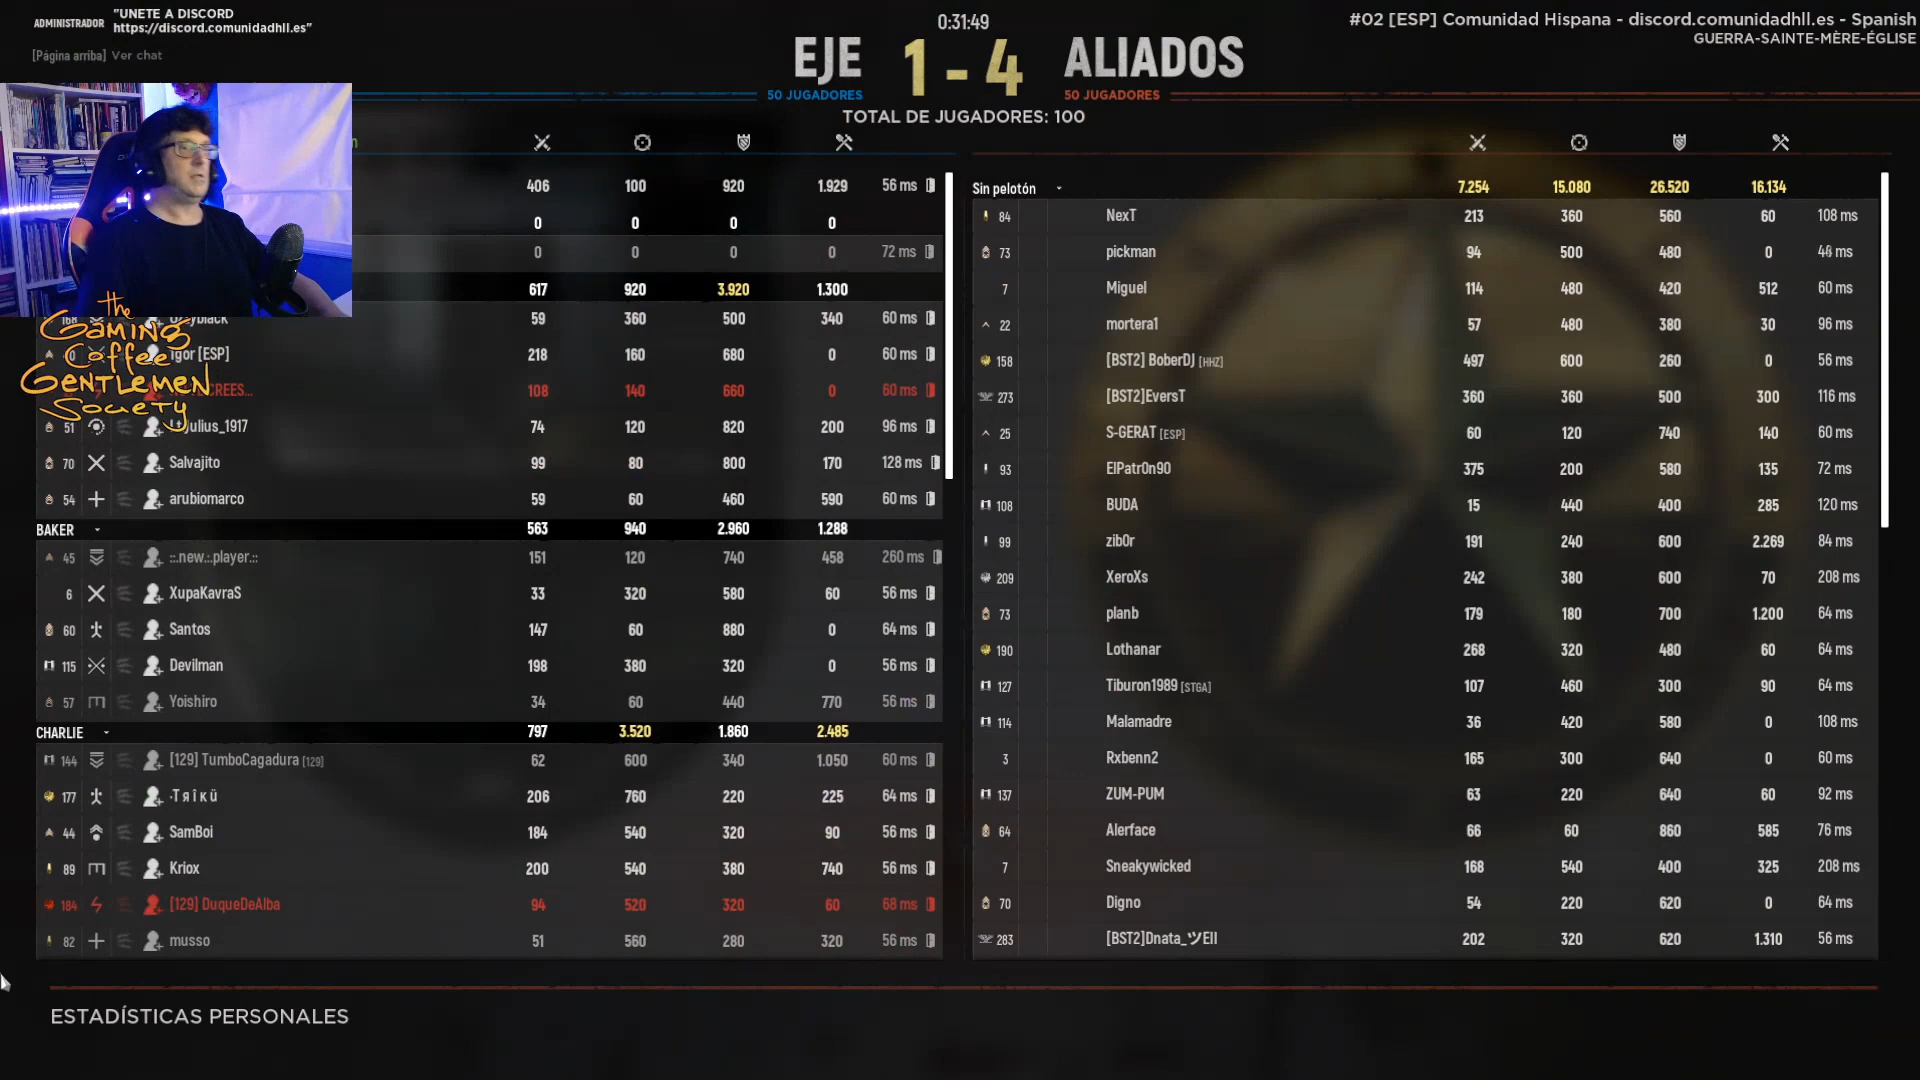 ADMINISTRADOR "UNETE A DISCORD
https://discord.comunidadhll.es"
[Página arriba] Ver chat
0:31:49
EJE 1 - 4 ALIADOS
50 JUGADORES 50 JUGADORES
TOTAL DE JUGADORES: 100
#02 [ESP] Comunidad Hispana - discord.comunidadhll.es - Spanish
GUERRA-SAINTE-MÈRE-ÉGLISE
the
Gaming
Coffee
Gentlemen
Society
406 100 920 1.929 56 ms
0 0 0 0
0 0 0 0 72 ms
617 920 3.920 1.300
59 360 500 340 60 ms
Igor [ESP] 218 160 680 0 60 ms
108 140 660 0 60 ms
51 Lt.Julius_1917 74 120 820 200 96 ms
70 Salvajito 99 80 800 170 128 ms
54 arubiomarco 59 60 460 590 60 ms
BAKER 563 940 2.960 1.288
45 ::.new.:.player.:: 151 120 740 458 260 ms
6 XupaKavraS 33 320 580 60 56 ms
60 Santos 147 60 880 0 64 ms
115 Devilman 198 380 320 0 56 ms
57 Yoishiro 34 60 440 770 56 ms
CHARLIE 797 3.520 1.860 2.485
144 [129] TumboCagadura [129] 62 600 340 1.050 60 ms
177 ·T я î к ü 206 760 220 225 64 ms
44 SamBoi 184 540 320 90 56 ms
89 Kriox 200 540 380 740 56 ms
184 [129] DuqueDeAlba 94 520 320 60 68 ms
82 musso 51 560 280 320 56 ms
Sin pelotón 7.254 15.080 26.520 16.134
84 NexT 213 360 560 60 108 ms
73 pickman 94 500 480 0 46 ms
7 Miguel 114 480 420 512 60 ms
22 mortera1 57 480 380 30 96 ms
158 [BST2] BoberDJ [HHZ] 497 600 260 0 56 ms
273 [BST2]EversT 360 360 500 300 116 ms
25 S-GERAT [ESP] 60 120 740 140 60 ms
93 ElPatr0n90 375 200 580 135 72 ms
108 BUDA 15 440 400 285 120 ms
99 zib0r 191 240 600 2.269 84 ms
209 XeroXs 242 380 600 70 208 ms
73 planb 179 180 700 1.200 64 ms
190 Lothanar 268 320 480 60 64 ms
127 Tiburon1989 [STGA] 107 460 300 90 64 ms
114 Malamadre 36 420 580 0 108 ms
3 Rxbenn2 165 300 640 0 60 ms
137 ZUM-PUM 63 220 640 60 92 ms
64 Alerface 66 60 860 585 76 ms
7 Sneakywicked 168 540 400 325 208 ms
70 Digno 54 220 620 0 64 ms
283 [BST2]Dnata_ツEll 202 320 620 1.310 56 ms
ESTADÍSTICAS PERSONALES